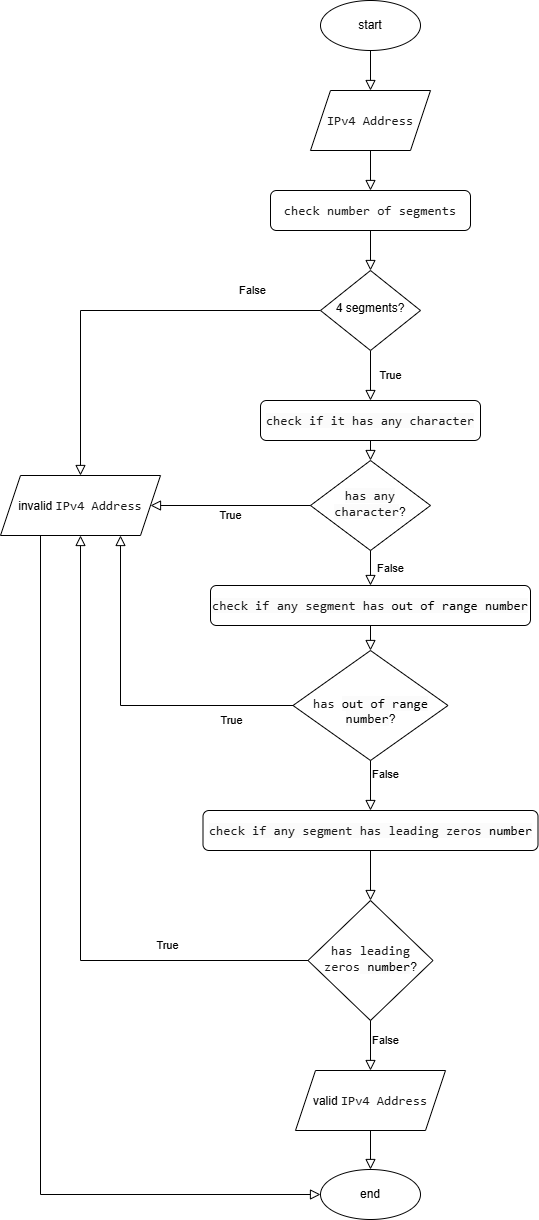 start
IPv4 Address
check number of segments
False
4 segments?
True
check if it has any character
has any
character?
invalid IPv4 Address
True
False
check if any segment has out of range number
has out of range
number?
True
False
check if any segment has leading zeros number
True
has leading
zeros number?
False
valid IPv4 Address
end